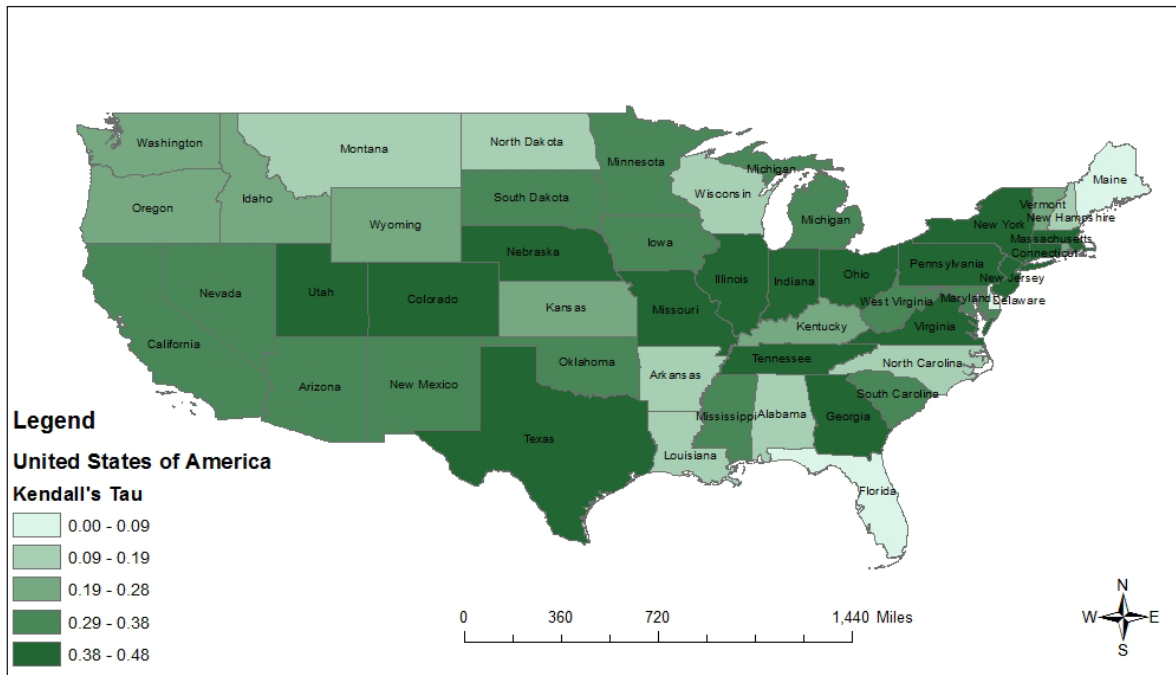 Washington
Montana
North Dakota
Minnesota
Michigan
Maine
Oregon
Idaho
Wyoming
South Dakota
Wisconsin
Michigan
Vermont
New Hampshire
New York
Massachusetts
Connecticut
Nebraska
Iowa
Pennsylvania
New Jersey
Nevada
Utah
Colorado
Kansas
Missouri
Illinois
Indiana
Ohio
West Virginia
Maryland
Delaware
California
Kentucky
Virginia
Arizona
New Mexico
Oklahoma
Arkansas
Tennessee
North Carolina
South Carolina
Texas
Louisiana
Mississippi
Alabama
Georgia
Florida
Legend
United States of America
Kendall's Tau
0.00 - 0.09
0.09 - 0.19
0.19 - 0.28
0.29 - 0.38
0.38 - 0.48
0 360 720 1,440 Miles
N
W E
S